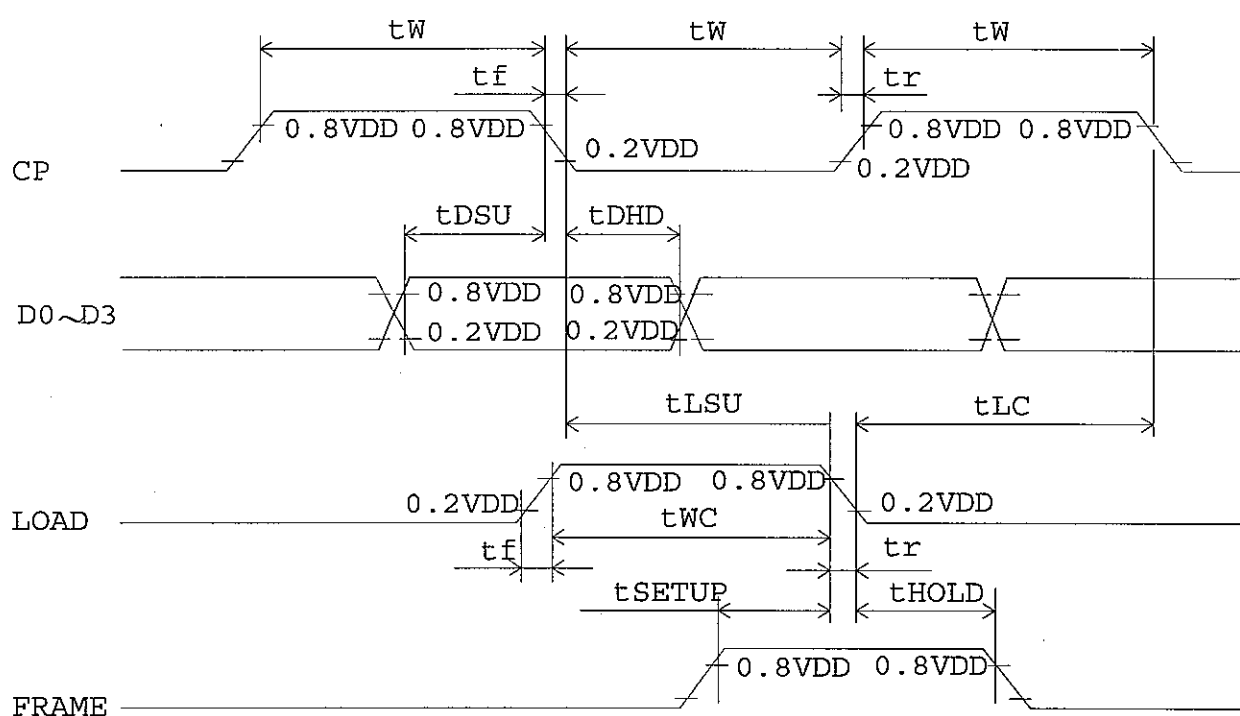 tW tW tW
tf tr
0.8VDD 0.8VDD 0.8VDD 0.8VDD
0.2VDD 0.2VDD
CP
tDSU tDHD
0.8VDD 0.8VDD
D0~D3
0.2VDD 0.2VDD
tLSU tLC
0.8VDD 0.8VDD
0.2VDD 0.2VDD
LOAD tWC
tf tr
tSETUP tHOLD
0.8VDD 0.8VDD
FRAME